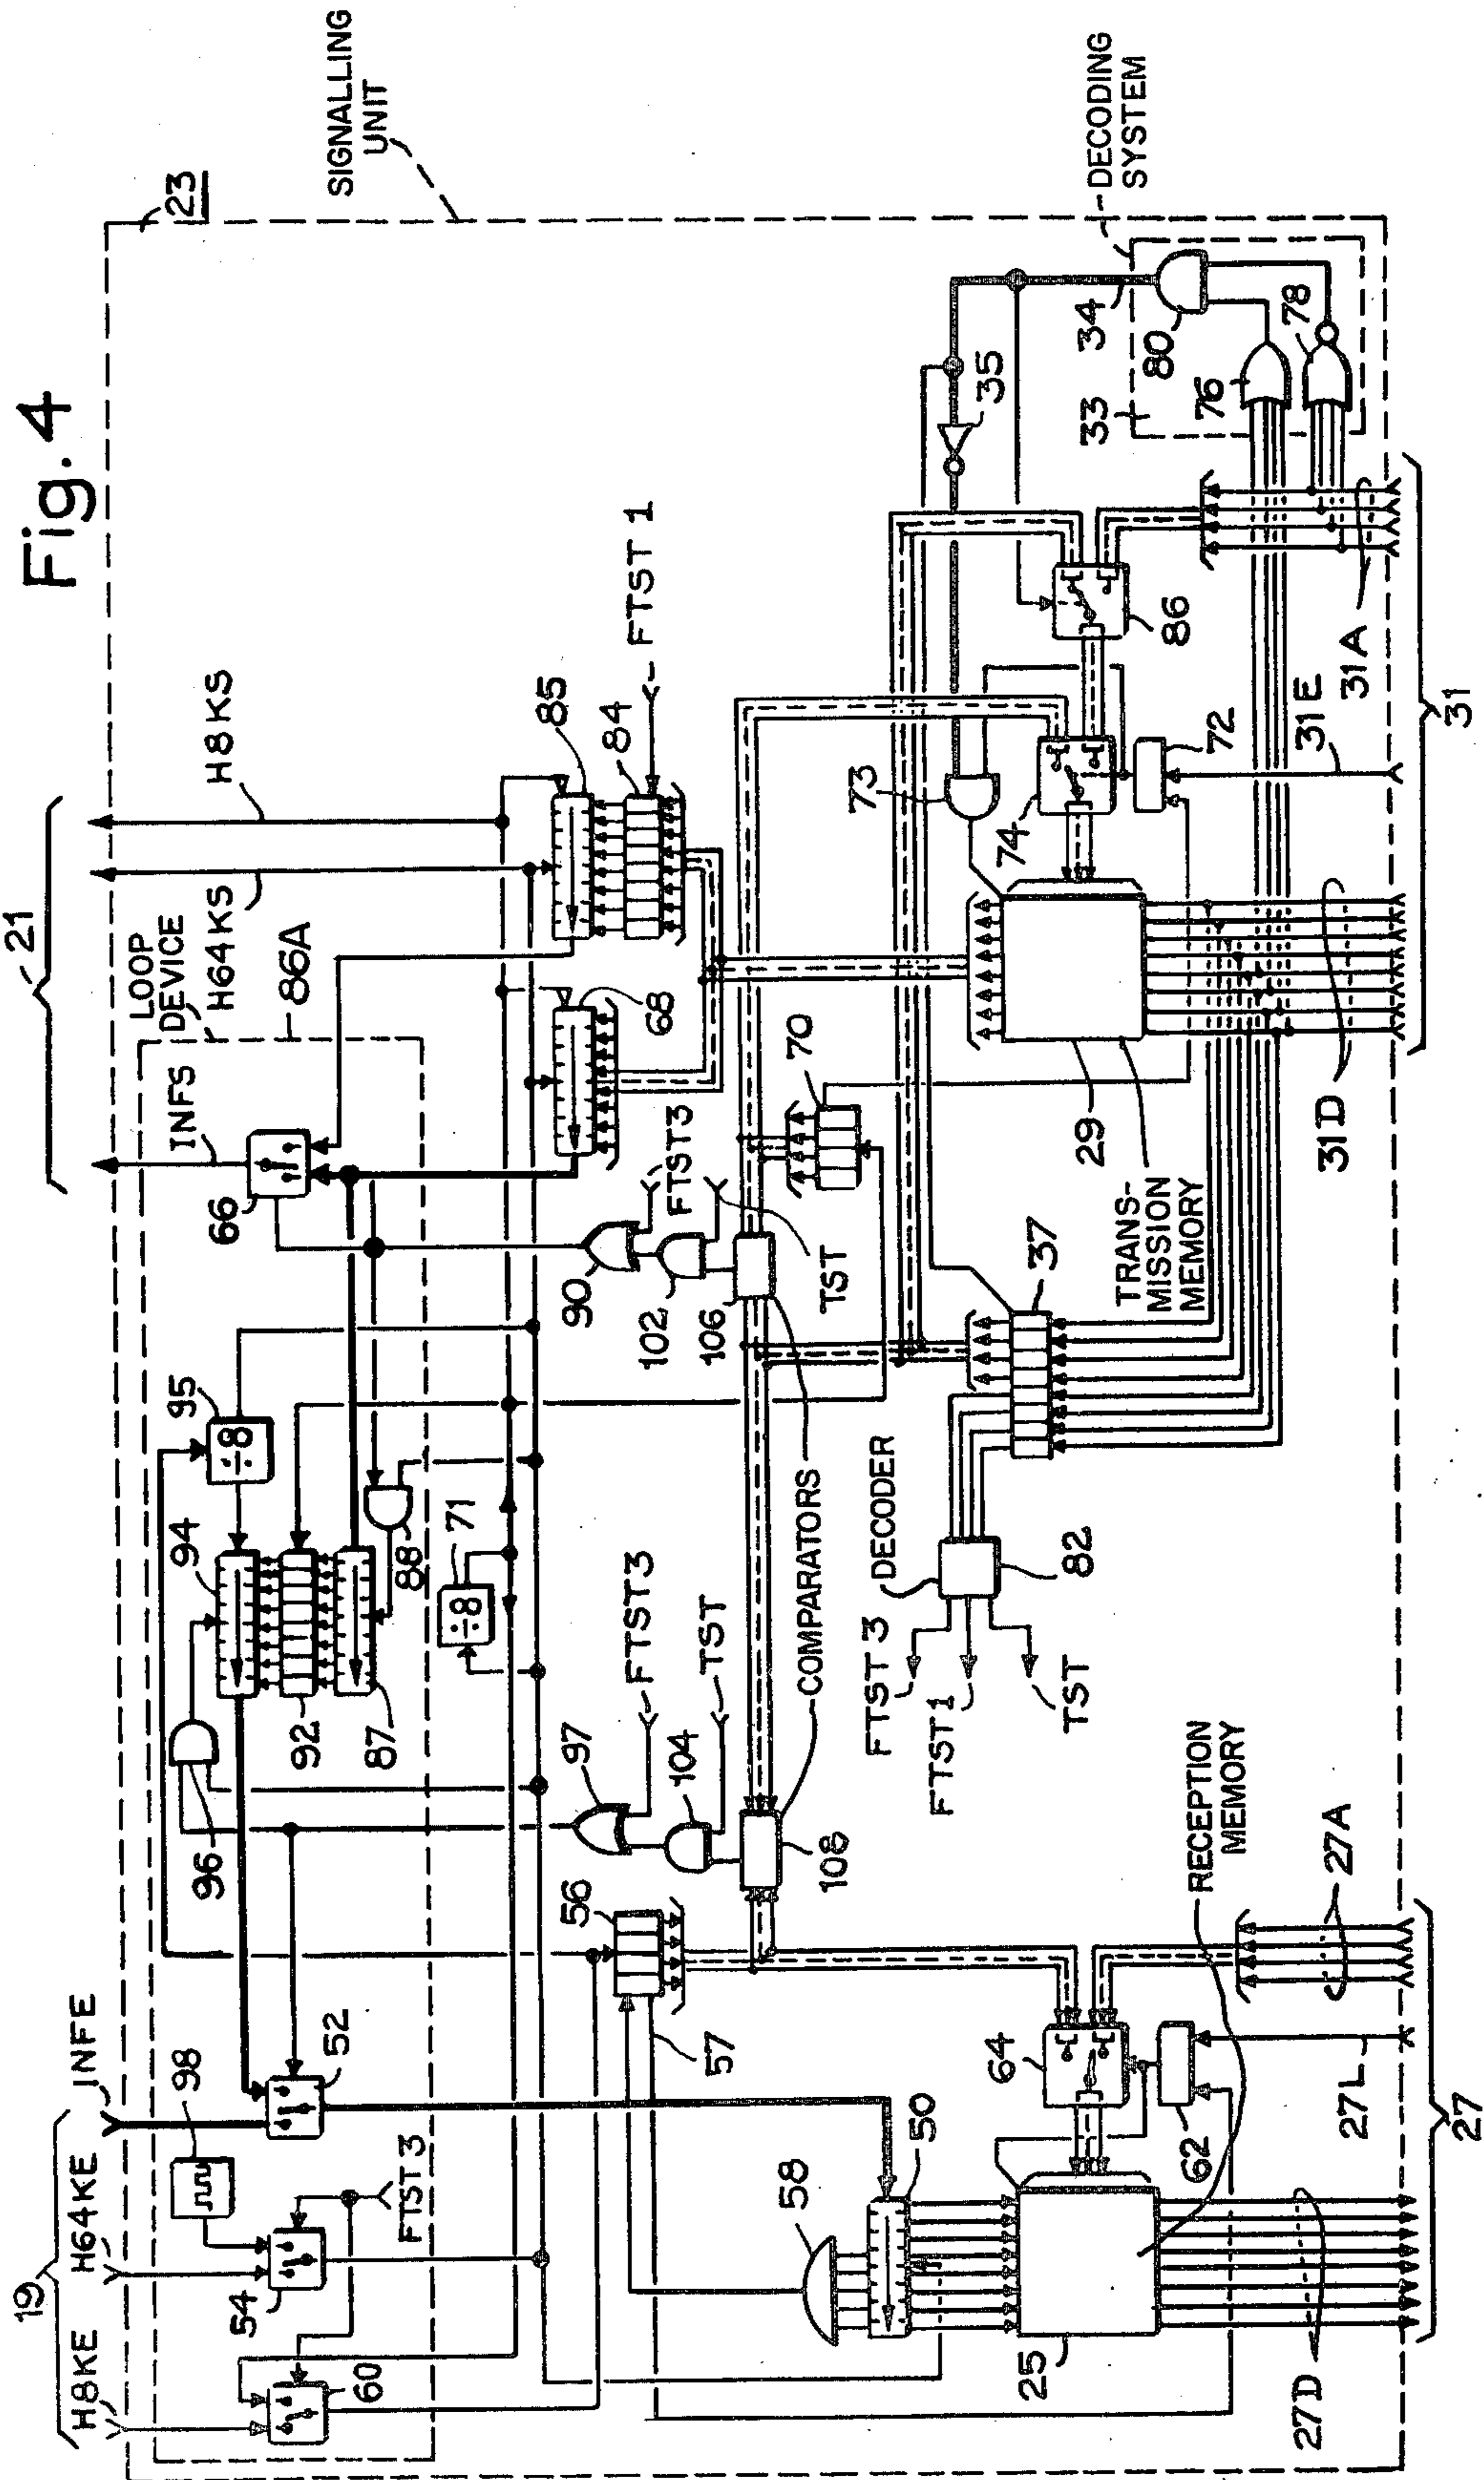 Fig. 4
19
H8KE
H64KE
INFE
21
INFS
H64KS
H8KS
LOOP
DEVICE
86A
23
SIGNALLING
UNIT
98
52
54
60
FTST 3
94
95
÷8
92
96
87
88
71
÷8
66
68
85
84
FTST 1
97
FTST3
104
TST
90
FTST3
102
TST
106
108
COMPARATORS
56
57
58
50
64
62
25
27D
27L
27A
27
RECEPTION
MEMORY
DECODER
82
FTST 3
FTST1
TST
37
70
TRANS-
MISSION
MEMORY
29
31D
73
74
72
31E
31A
31
86
35
34
33
76
78
80
DECODING
SYSTEM